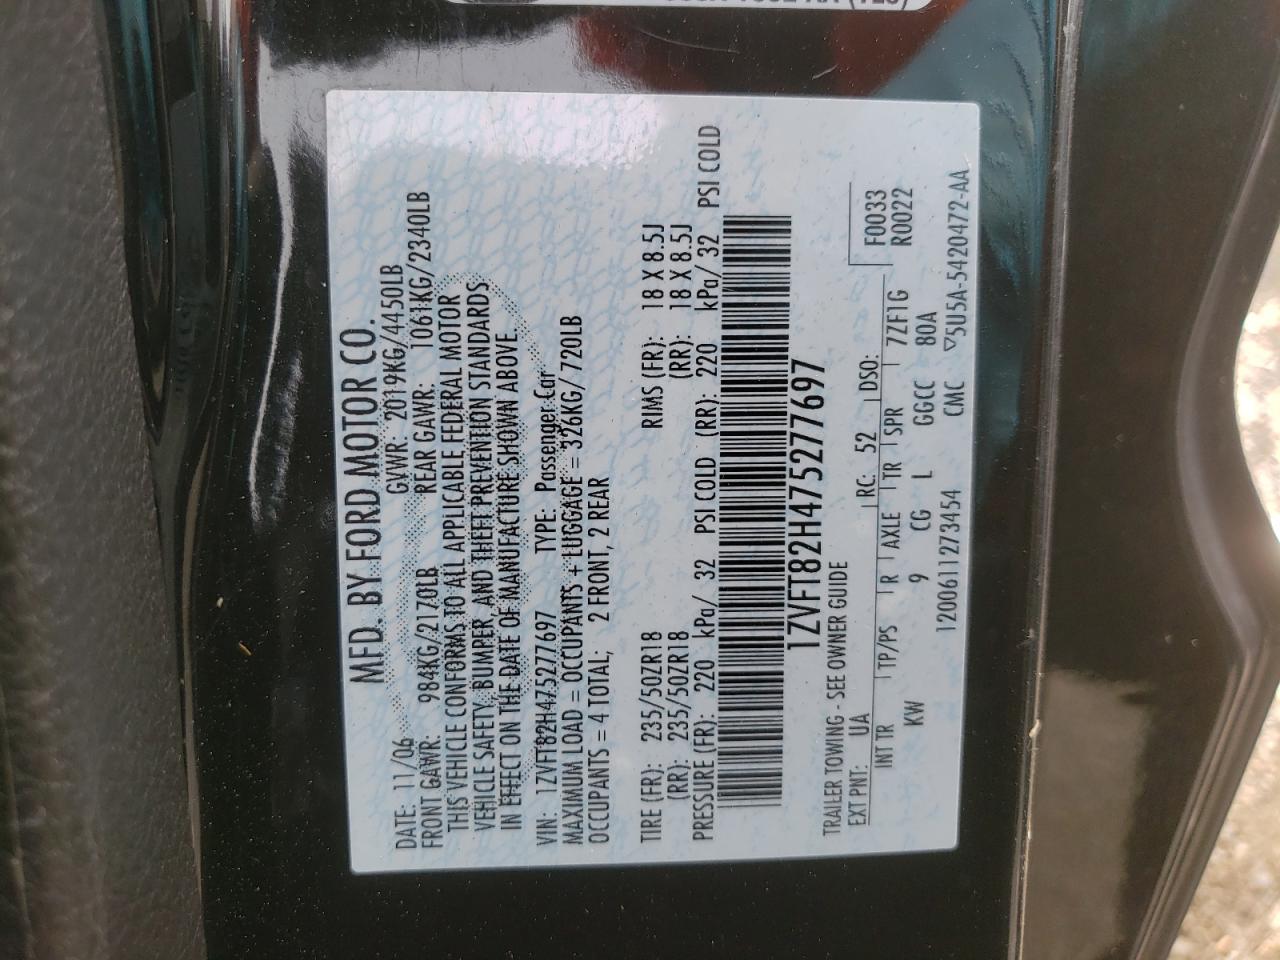 MFD. BY FORD MOTOR CO.
DATE: 11/06 GVWR: 2019KG/4450LB
FRONT GAWR: 984KG/2170LB REAR GAWR: 1061KG/2340LB
THIS VEHICLE CONFORMS TO ALL APPLICABLE FEDERAL MOTOR
VEHICLE SAFETY, BUMPER, AND THEFT PREVENTION STANDARDS
IN EFFECT ON THE DATE OF MANUFACTURE SHOWN ABOVE.
VIN: 1ZVFT82H475277697 TYPE: Passenger Car
MAXIMUM LOAD = OCCUPANTS + LUGGAGE = 326KG/720LB
OCCUPANTS = 4 TOTAL; 2 FRONT, 2 REAR
TIRE (FR): 235/50ZR18 RIMS (FR): 18 X 8.5J
(RR): 235/50ZR18 (RR): 18 X 8.5J
PRESSURE (FR): 220 kPa/ 32 PSI COLD (RR): 220 kPa/ 32 PSI COLD
1ZVFT82H475277697
TRAILER TOWING - SEE OWNER GUIDE
EXT PNT: UA RC: 52 DSO: F0033
INT TR TP/PS R AXLE TR SPR 7ZF1G R0022
KW 9 CG L GGCC 80A
1200611273454 CMC ▽5U5A-5420472-AA